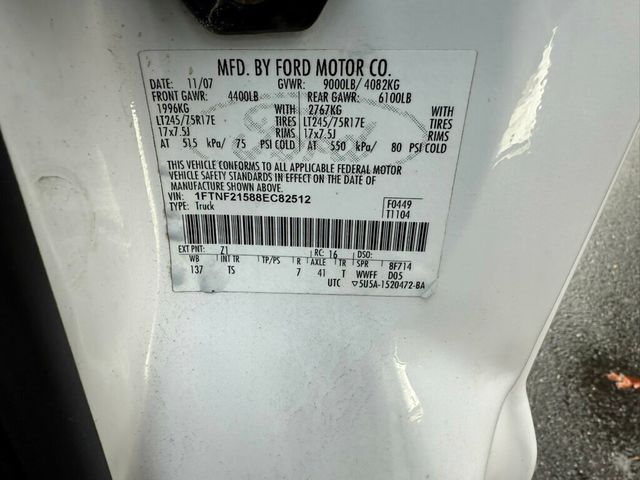 MFD. BY FORD MOTOR CO.
DATE: 11/07 GVWR: 9000LB/ 4082KG
FRONT GAWR: 4400LB REAR GAWR: 6100LB
1996KG WITH 2767KG WITH
LT245/75R17E TIRES LT245/75R17E TIRES
17x7.5J RIMS 17x7.5J RIMS
AT 515 kPa/ 75 PSI COLD AT 550 kPa/ 80 PSI COLD
THIS VEHICLE CONFORMS TO ALL APPLICABLE FEDERAL MOTOR
VEHICLE SAFETY STANDARDS IN EFFECT ON THE DATE OF
MANUFACTURE SHOWN ABOVE.
VIN: 1FTNF21588EC82512 F0449
TYPE: Truck T1104
EXT PNT: Z1 RC: 16 DSO:
WB INT TR TP/PS R AXLE TR SPR 8F714
137 TS 7 41 T WWFF D05
UTC ▽5U5A-1520472-BA